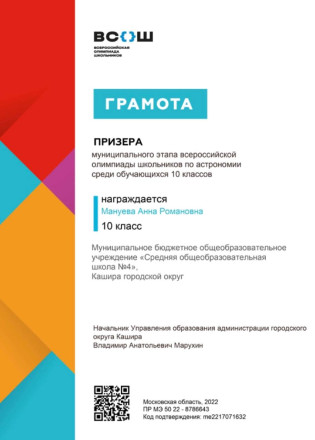 ВСОШ
ВСЕРОССИЙСКАЯ
ОЛИМПИАДА
ШКОЛЬНИКОВ
ГРАМОТА
ПРИЗЕРА
муниципального этапа всероссийской
олимпиады школьников по астрономии
среди обучающихся 10 классов
награждается
Мануева Анна Романовна
10 класс
Муниципальное бюджетное общеобразовательное
учреждение «Средняя общеобразовательная
школа №4»,
Кашира городской округ
Начальник Управления образования администрации городского
округа Кашира
Владимир Анатольевич Марухин
Московская область, 2022
ПР МЭ 50 22 - 8786643
Код подтверждения: me2217071632